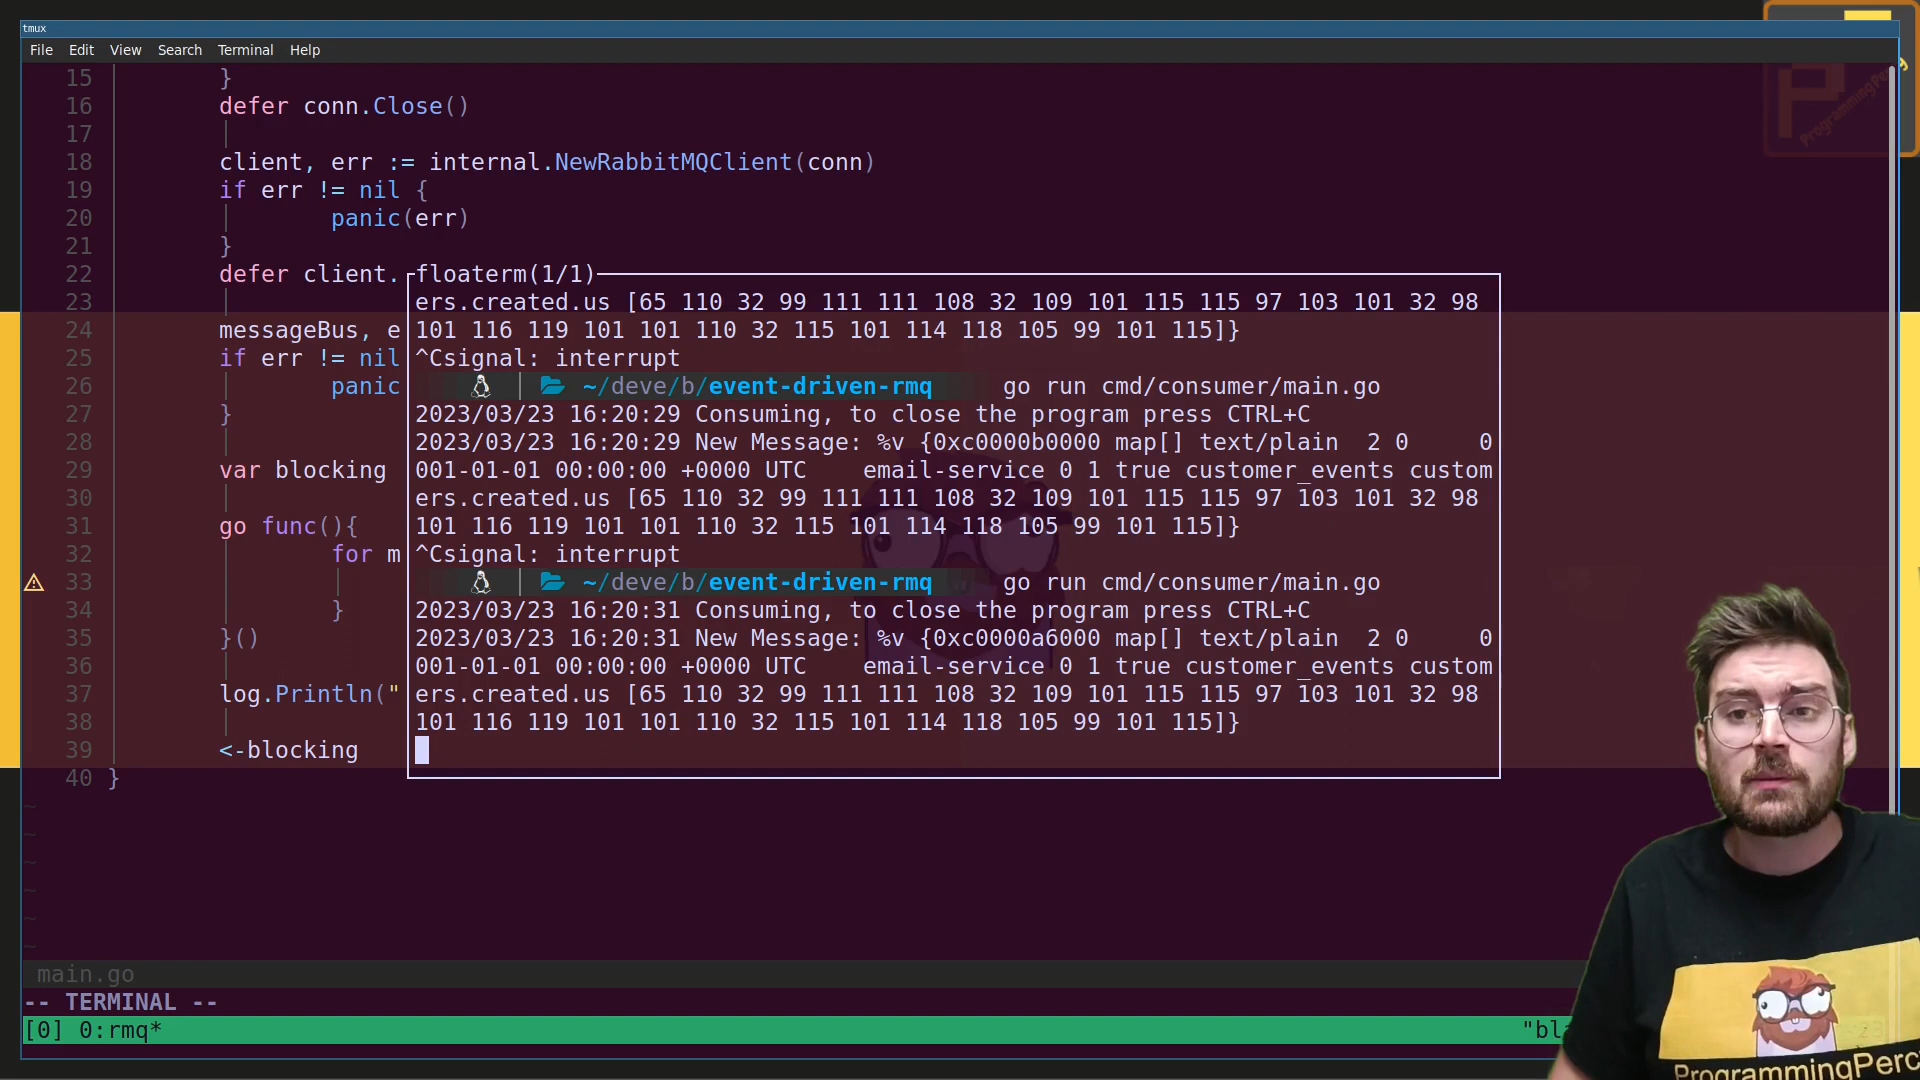 tmux
File Edit View Search Terminal Help
15 }
16 defer conn.Close()
17
18 client, err := internal.NewRabbitMQClient(conn)
19 if err != nil {
20 panic(err)
21 }
22 defer client.
23
24 messageBus, e
25 if err != nil
26 panic
27 }
28
29 var blocking
30
31 go func(){
32 for m
33
34 }
35 }()
36
37 log.Println("
38
39 <-blocking
40 }
floaterm(1/1)
ers.created.us [65 110 32 99 111 111 108 32 109 101 115 115 97 103 101 32 98
101 116 119 101 101 110 32 115 101 114 118 105 99 101 115]}
^Csignal: interrupt
~/deve/b/event-driven-rmq go run cmd/consumer/main.go
2023/03/23 16:20:29 Consuming, to close the program press CTRL+C
2023/03/23 16:20:29 New Message: %v {0xc0000b0000 map[] text/plain  2 0     0
001-01-01 00:00:00 +0000 UTC    email-service 0 1 true customer_events custom
ers.created.us [65 110 32 99 111 111 108 32 109 101 115 115 97 103 101 32 98
101 116 119 101 101 110 32 115 101 114 118 105 99 101 115]}
^Csignal: interrupt
~/deve/b/event-driven-rmq go run cmd/consumer/main.go
2023/03/23 16:20:31 Consuming, to close the program press CTRL+C
2023/03/23 16:20:31 New Message: %v {0xc0000a6000 map[] text/plain  2 0     0
001-01-01 00:00:00 +0000 UTC    email-service 0 1 true customer_events custom
ers.created.us [65 110 32 99 111 111 108 32 109 101 115 115 97 103 101 32 98
101 116 119 101 101 110 32 115 101 114 118 105 99 101 115]}
main.go
-- TERMINAL --
[0] 0:rmq* "bla
ProgrammingPerc